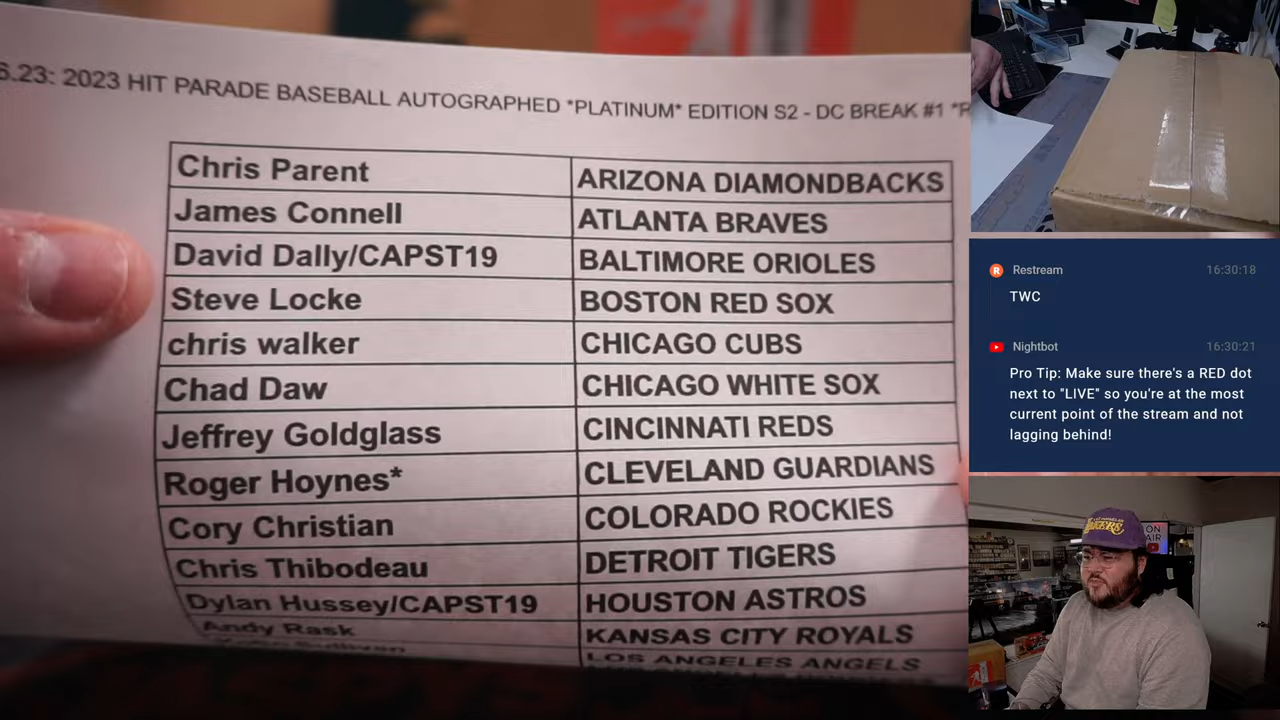 6.23: 2023 HIT PARADE BASEBALL AUTOGRAPHED *PLATINUM* EDITION S2 - DC BREAK #1 *R
Chris Parent ARIZONA DIAMONDBACKS
James Connell ATLANTA BRAVES
David Dally/CAPST19 BALTIMORE ORIOLES
Steve Locke BOSTON RED SOX
chris walker CHICAGO CUBS
Chad Daw CHICAGO WHITE SOX
Jeffrey Goldglass CINCINNATI REDS
Roger Hoynes* CLEVELAND GUARDIANS
Cory Christian COLORADO ROCKIES
Chris Thibodeau DETROIT TIGERS
Dylan Hussey/CAPST19 HOUSTON ASTROS
Andy Rask KANSAS CITY ROYALS
LOS ANGELES ANGELS
R Restream 16:30:18
TWC
Nightbot 16:30:21
Pro Tip: Make sure there's a RED dot
next to "LIVE" so you're at the most
current point of the stream and not
lagging behind!
ON
AIR